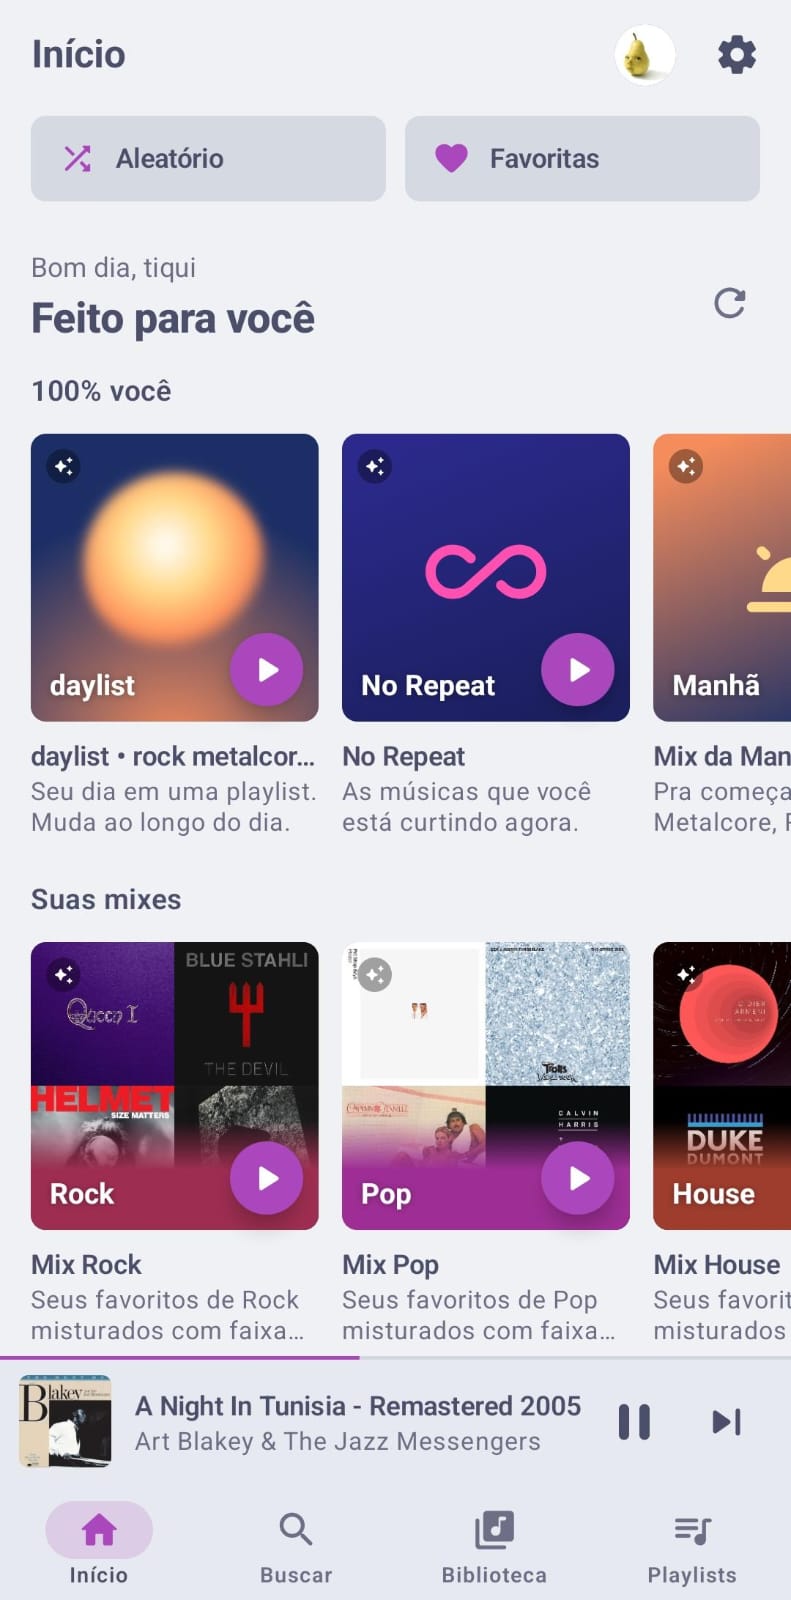 Início
Aleatório
Favoritas
Bom dia, tiqui
Feito para você
100% você
daylist
No Repeat
Manhã
daylist • rock metalcor...
No Repeat
Mix da Man
Seu dia em uma playlist.
Muda ao longo do dia.
As músicas que você
está curtindo agora.
Pra começa
Metalcore, F
Suas mixes
Queen I
BLUE STAHLI
THE DEVIL
HELMET
SIZE MATTERS
Rock
Trolls
CALVIN
HARRIS
Pop
DUKE
DUMONT
House
Mix Rock
Mix Pop
Mix House
Seus favoritos de Rock
misturados com faixa...
Seus favoritos de Pop
misturados com faixa...
Seus favorit
misturados
Blakey
A Night In Tunisia - Remastered 2005
Art Blakey & The Jazz Messengers
Início
Buscar
Biblioteca
Playlists